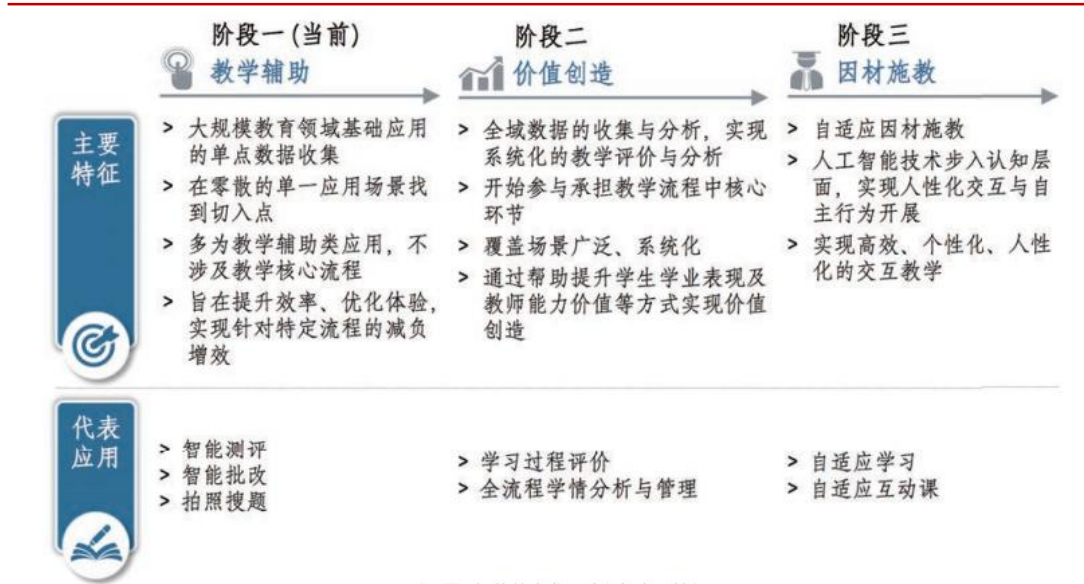 阶段一(当前)
教学辅助
阶段二
价值创造
阶段三
因材施教
主要
特征
> 大规模教育领域基础应用
的单点数据收集
> 在零散的单一应用场景找
到切入点
> 多为教学辅助类应用，不
涉及教学核心流程
> 旨在提升效率、优化体验，
实现针对特定流程的减负
增效
> 全域数据的收集与分析，实现
系统化的教学评价与分析
> 开始参与承担教学流程中核心
环节
> 覆盖场景广泛、系统化
> 通过帮助提升学生学业表现及
教师能力价值等方式实现价值
创造
> 自适应因材施教
> 人工智能技术步入认知层
面，实现人性化交互与自
主行为开展
> 实现高效、个性化、人性
化的交互教学
代表
应用
> 智能测评
> 智能批改
> 拍照搜题
> 学习过程评价
> 全流程学情分析与管理
> 自适应学习
> 自适应互动课